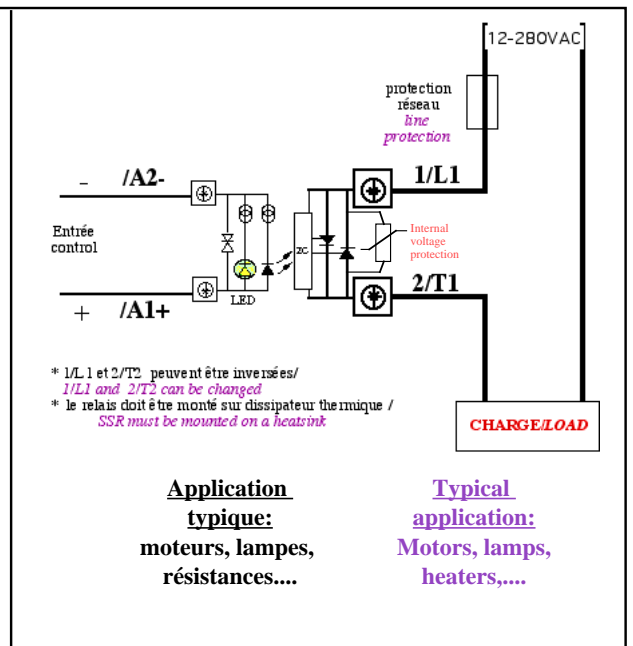 12-280VAC
protection
réseau
line
protection
- /A2-
1/L1
Entrée
control
ZC
Internal
voltage
protection
LED
+ /A1+
2/T1
* 1/L1 et 2/T2 peuvent être inversées/
1/L1 and 2/T2 can be changed
* le relais doit être monté sur dissipateur thermique /
SSR must be mounted on a heatsink
CHARGE/LOAD
Application
typique:
moteurs, lampes,
résistances....
Typical
application:
Motors, lamps,
heaters,....